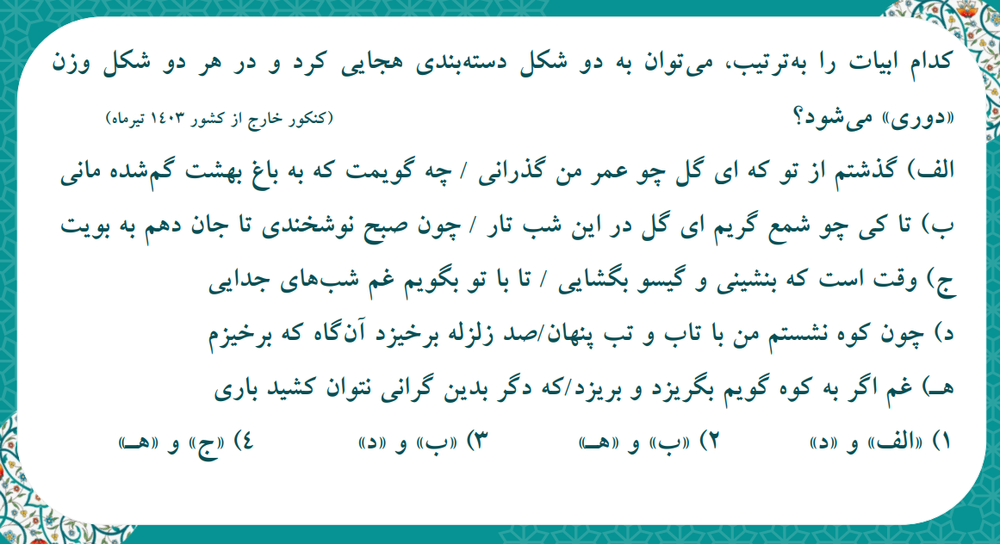 کدام ابیات را به‌ترتیب، می‌توان به دو شکل دسته‌بندی هجایی کرد و در هر دو شکل وزن
«دوری» می‌شود؟ (کنکور خارج از کشور ۱٤۰۳ تیرماه)
الف) گذشتم از تو که ای گل چو عمر من گذرانی / چه گویمت که به باغ بهشت گم‌شده مانی
ب) تا کی چو شمع گریم ای گل در این شب تار / چون صبح نوشخندی تا جان دهم به بویت
ج) وقت است که بنشینی و گیسو بگشایی / تا با تو بگویم غم شب‌های جدایی
د) چون کوه نشستم من با تاب و تب پنهان/صد زلزله برخیزد آن‌گاه که برخیزم
هـ) غم اگر به کوه گویم بگریزد و بریزد/که دگر بدین گرانی نتوان کشید باری
۱) «الف» و «د» ۲) «ب» و «هـ» ۳) «ب» و «د» ٤) «ج» و «هـ»